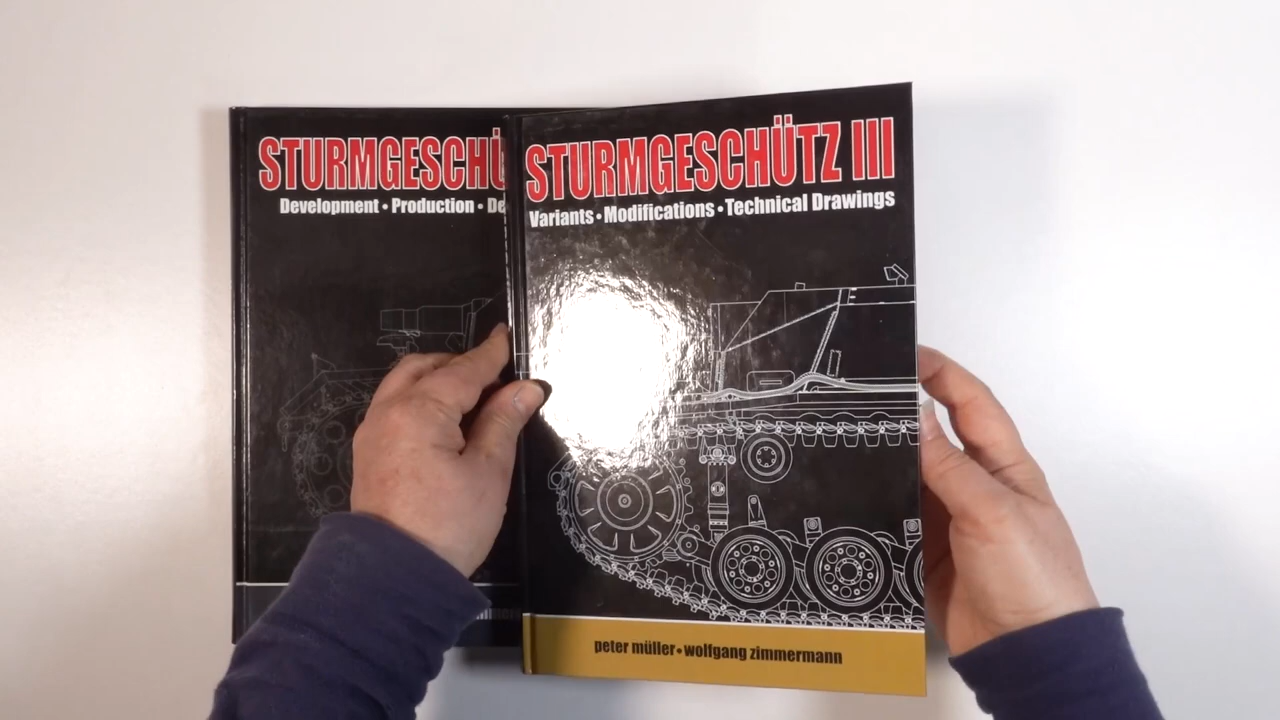 STURMGESCHÜ
Development • Production • De
STURMGESCHÜTZ III
Variants • Modifications • Technical Drawings
peter müller • wolfgang zimmermann